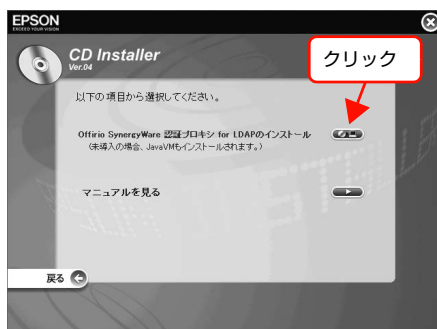 EPSON
EXCEED YOUR VISION
CD Installer
Ver.04
クリック
以下の項目から選択してください。
Offirio SynergyWare 認証プロキシ for LDAPのインストール
(未導入の場合、JavaVMもインストールされます。)
マニュアルを見る
戻る